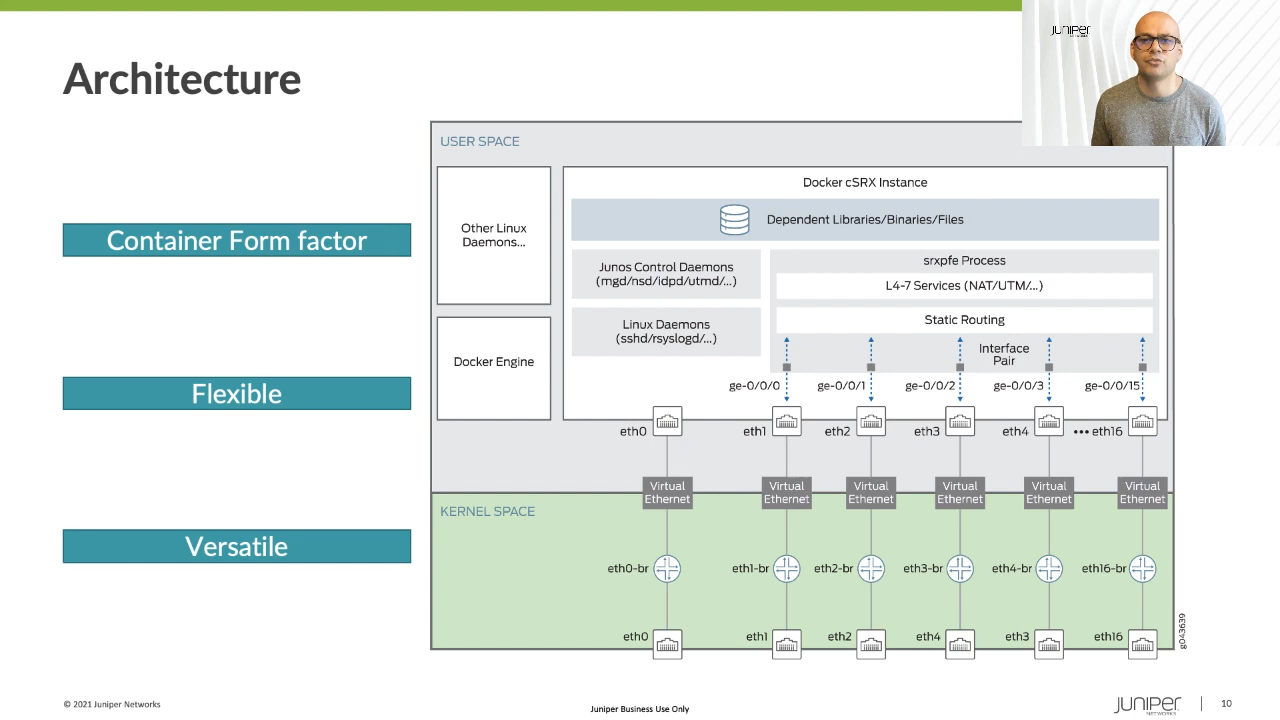 Architecture
JUNIPER
NETWORKS
Container Form factor
Flexible
Versatile
USER SPACE
Other Linux
Daemons...
Docker Engine
Docker cSRX Instance
Dependent Libraries/Binaries/Files
Junos Control Daemons
(mgd/nsd/idpd/utmd/...)
Linux Daemons
(sshd/rsyslogd/...)
srxpfe Process
L4-7 Services (NAT/UTM/...)
Static Routing
Interface
Pair
ge-0/0/0 ge-0/0/1 ge-0/0/2 ge-0/0/3 ge-0/0/15
eth0 eth1 eth2 eth3 eth4 ••• eth16
Virtual Virtual Virtual Virtual Virtual Virtual
Ethernet Ethernet Ethernet Ethernet Ethernet Ethernet
KERNEL SPACE
eth0-br eth1-br eth2-br eth3-br eth4-br eth16-br
eth0 eth1 eth2 eth4 eth3 eth16
g043639
© 2021 Juniper Networks
Juniper Business Use Only
JUNIPER
NETWORKS
10